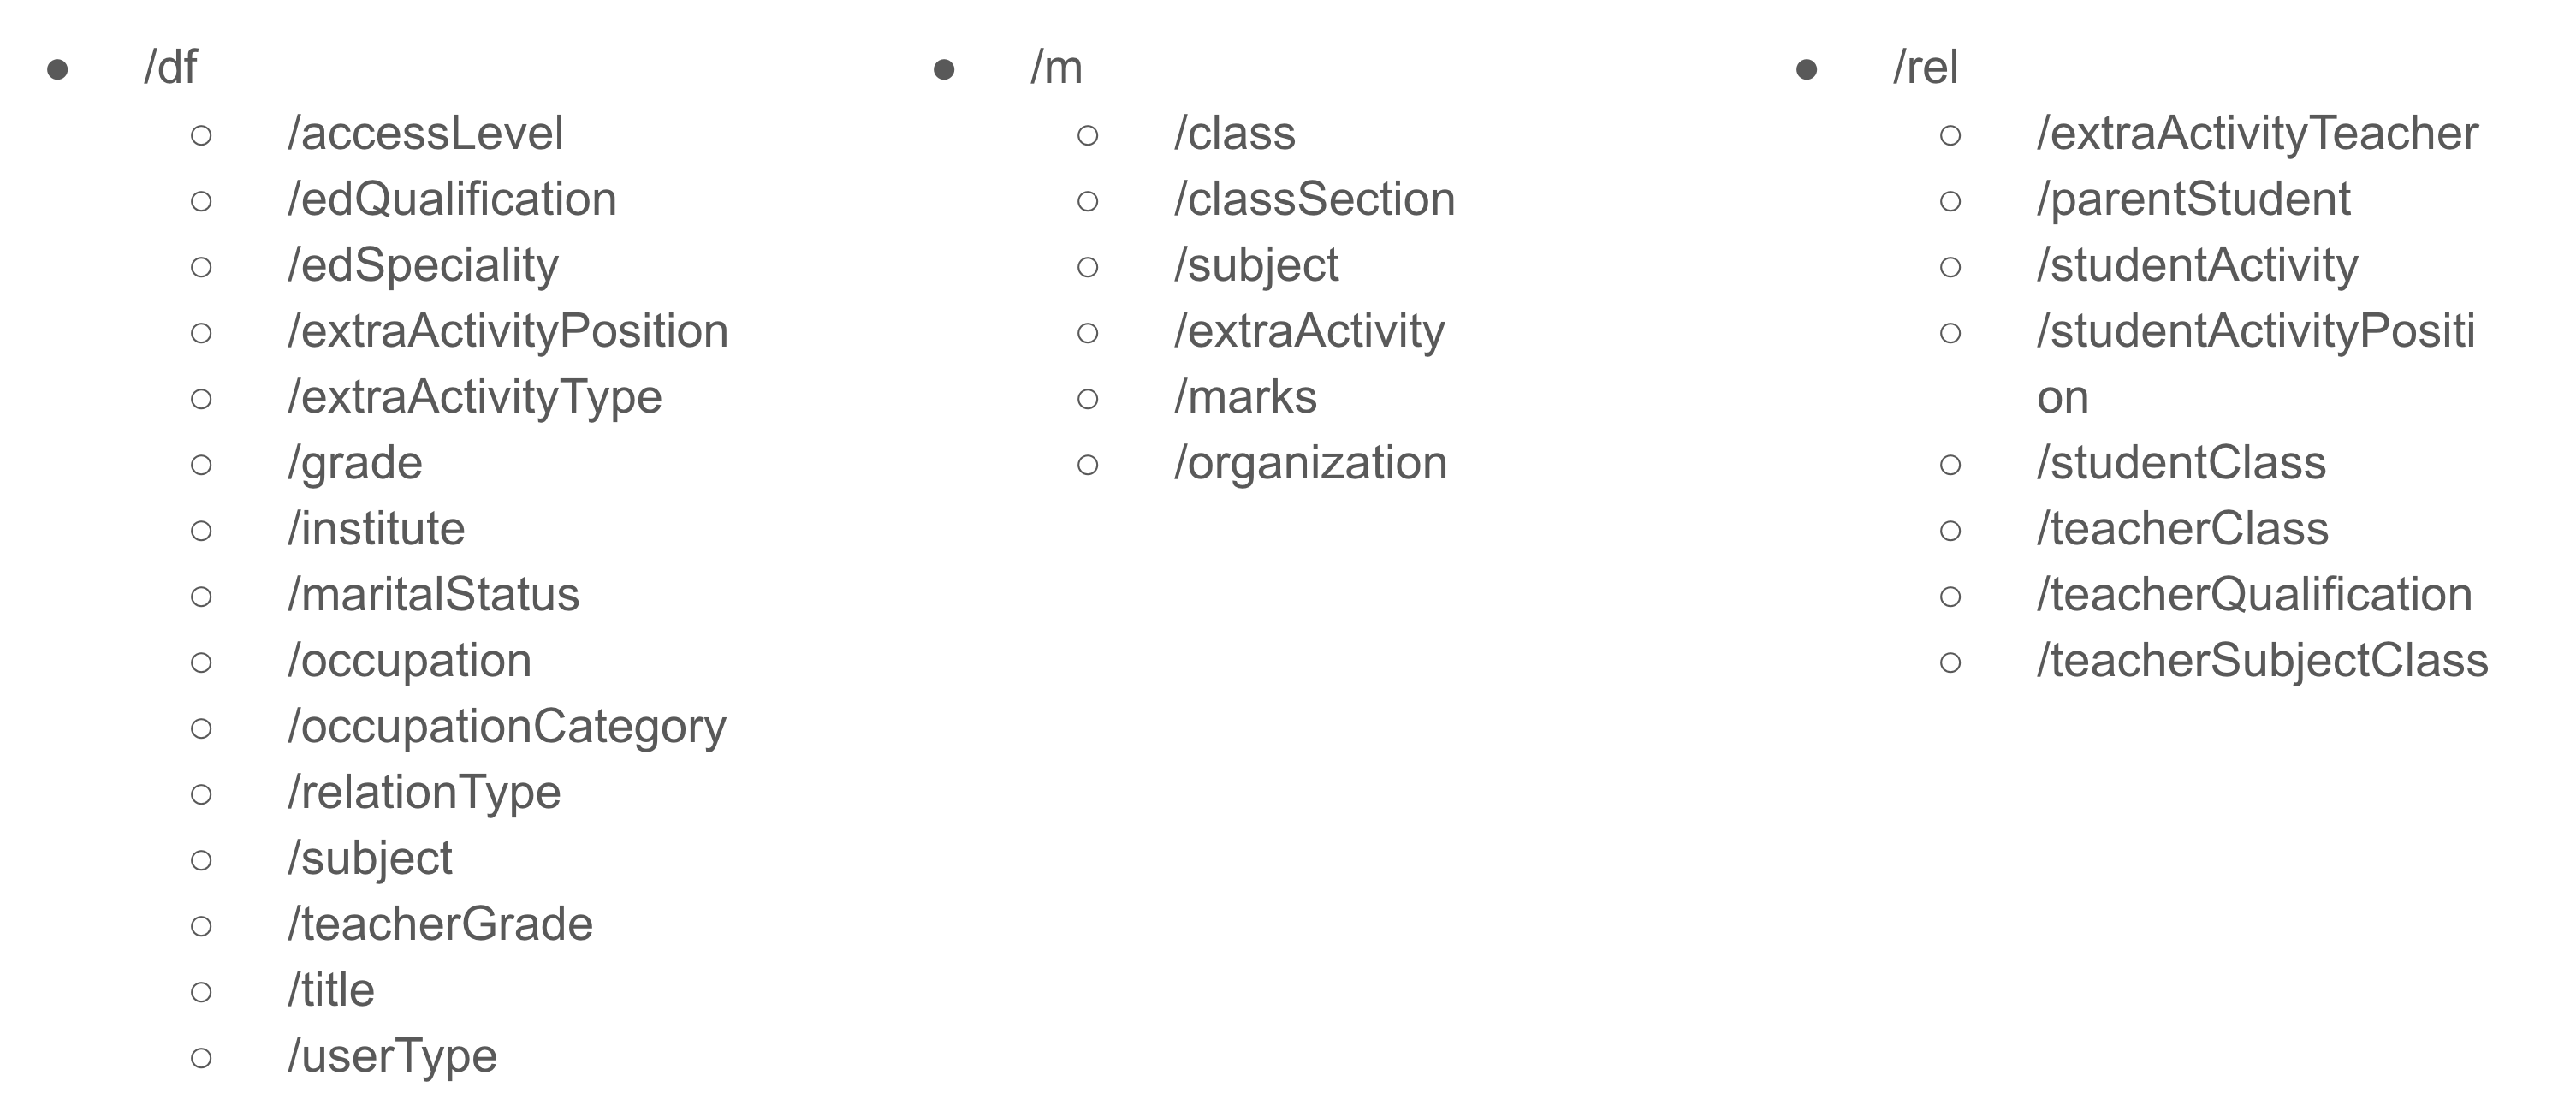 ● /df
○ /accessLevel
○ /edQualification
○ /edSpeciality
○ /extraActivityPosition
○ /extraActivityType
○ /grade
○ /institute
○ /maritalStatus
○ /occupation
○ /occupationCategory
○ /relationType
○ /subject
○ /teacherGrade
○ /title
○ /userType
● /m
○ /class
○ /classSection
○ /subject
○ /extraActivity
○ /marks
○ /organization
● /rel
○ /extraActivityTeacher
○ /parentStudent
○ /studentActivity
○ /studentActivityPositi
on
○ /studentClass
○ /teacherClass
○ /teacherQualification
○ /teacherSubjectClass